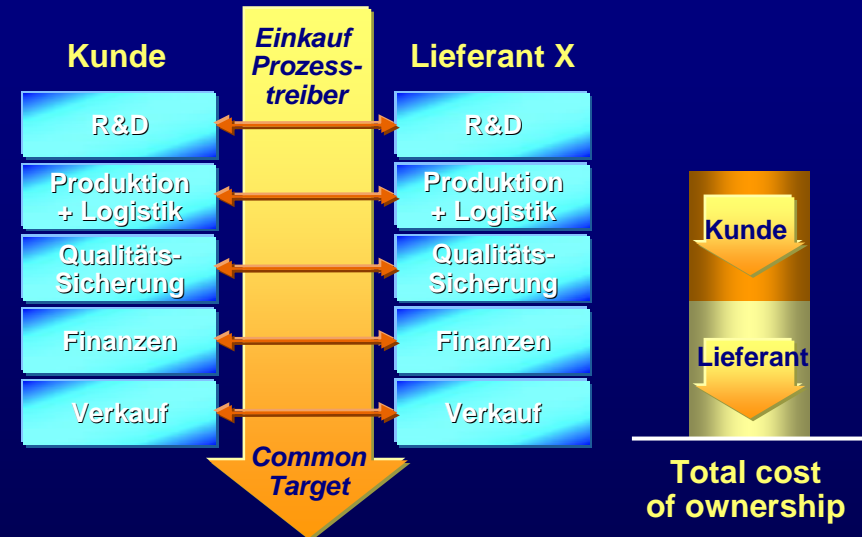 Kunde
Einkauf
Prozess-
treiber
Lieferant X
R&D
R&D
Produktion
+ Logistik
Produktion
+ Logistik
Qualitäts-
Sicherung
Qualitäts-
Sicherung
Finanzen
Finanzen
Verkauf
Verkauf
Common
Target
Kunde
Lieferant
Total cost
of ownership